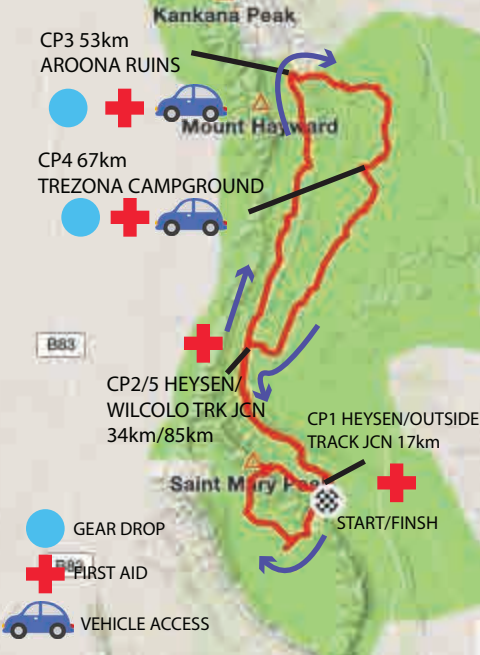 Kankana Peak
CP3 53km
AROONA RUINS
Mount Hayward
CP4 67km
TREZONA CAMPGROUND
B83
CP2/5 HEYSEN/
WILCOLO TRK JCN
34km/85km
CP1 HEYSEN/OUTSIDE
TRACK JCN 17km
Saint Mary Peak
START/FINSH
GEAR DROP
B83
FIRST AID
VEHICLE ACCESS